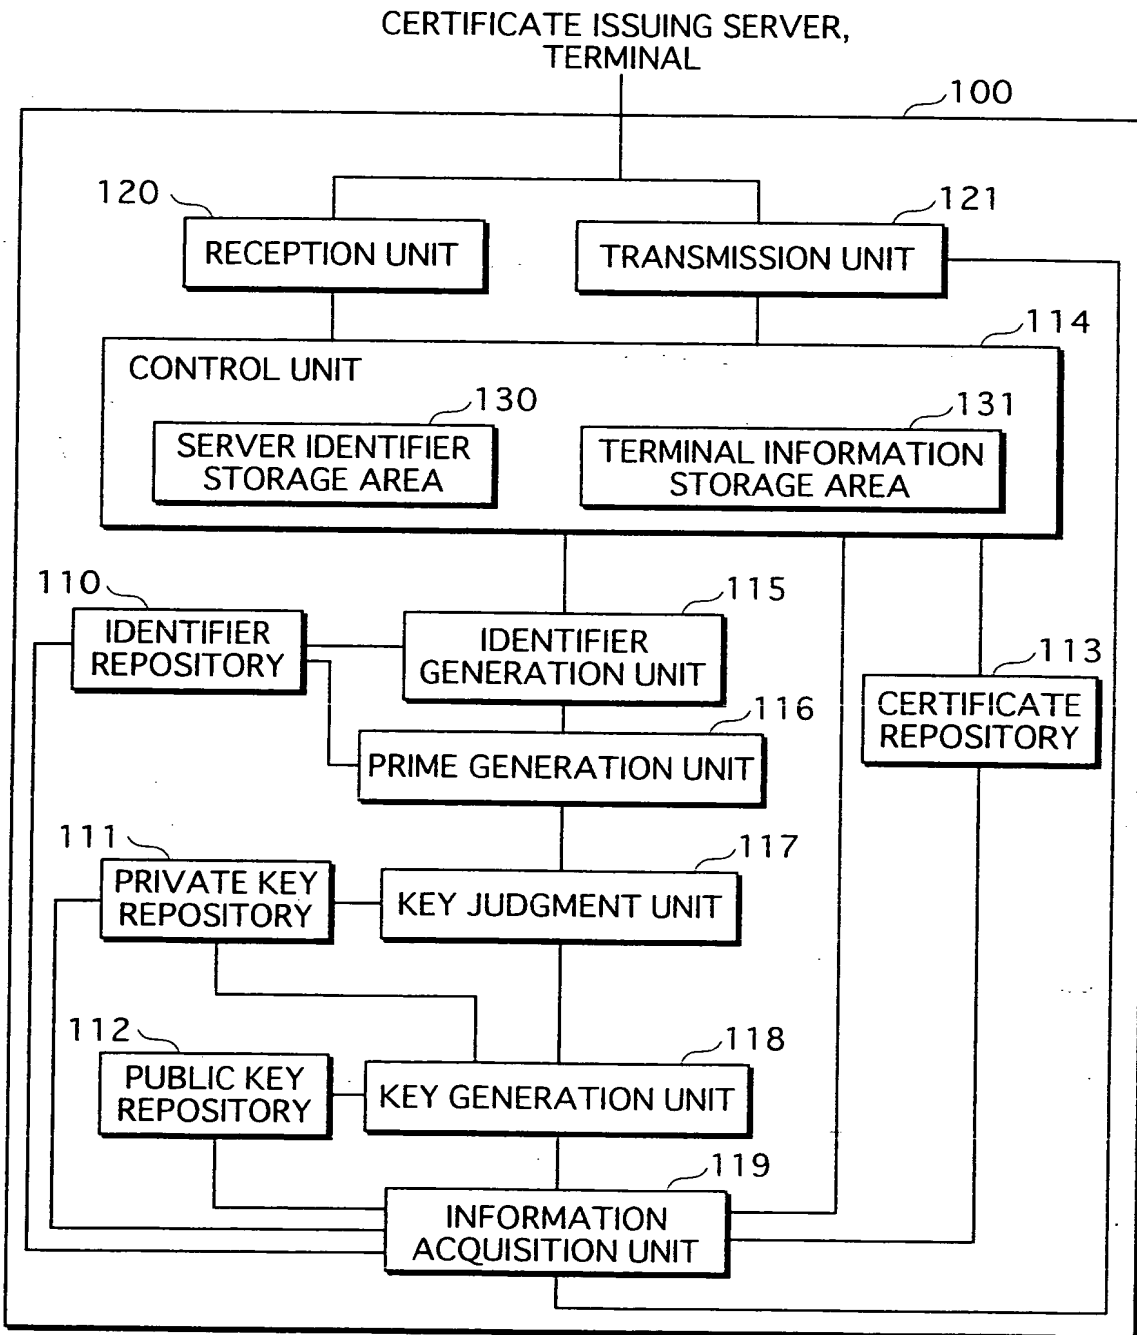 CERTIFICATE ISSUING SERVER,
TERMINAL
100
120
121
RECEPTION UNIT
TRANSMISSION UNIT
114
CONTROL UNIT
130
131
SERVER IDENTIFIER
STORAGE AREA
TERMINAL INFORMATION
STORAGE AREA
110
115
IDENTIFIER
REPOSITORY
IDENTIFIER
GENERATION UNIT
113
CERTIFICATE
REPOSITORY
116
PRIME GENERATION UNIT
111
117
PRIVATE KEY
REPOSITORY
KEY JUDGMENT UNIT
112
118
PUBLIC KEY
REPOSITORY
KEY GENERATION UNIT
119
INFORMATION
ACQUISITION UNIT